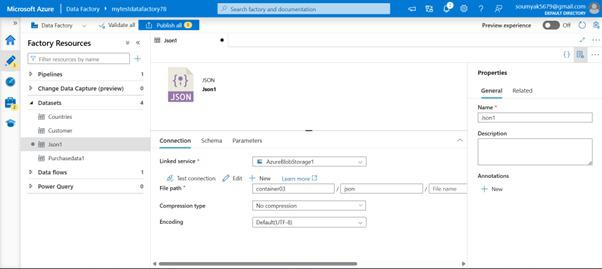 Microsoft Azure | Data Factory ▸ mytestdatafactory78
Search for factory and documentation
soumyak5679@gmail.com
DEFAULT DIRECTORY
Data Factory
Validate all
Publish all
Preview experience
Off
Factory Resources
Filter resources by name
Pipelines 1
Change Data Capture (preview) 0
Datasets 4
Countries
Customer
Json1
Purchasedata1
Data flows 1
Power Query 0
Json1
JSON
JSON
Json1
Connection Schema Parameters
Linked service *
AzureBlobStorage1
Test connection Edit + New Learn more
File path *
container03 / json / File name
Compression type
No compression
Encoding
Default(UTF-8)
Properties
General Related
Name *
Json1
Description
Annotations
+ New